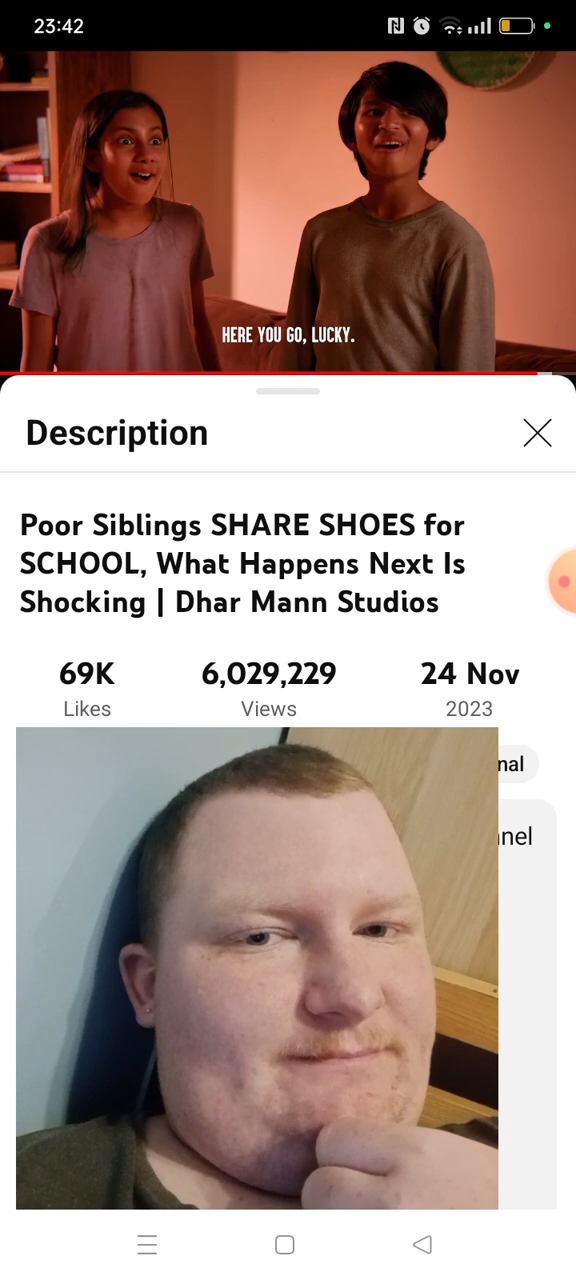 23:42
HERE YOU GO, LUCKY.
Description
Poor Siblings SHARE SHOES for
SCHOOL, What Happens Next Is
Shocking | Dhar Mann Studios
69K 6,029,229 24 Nov
Likes Views 2023
nal
nel